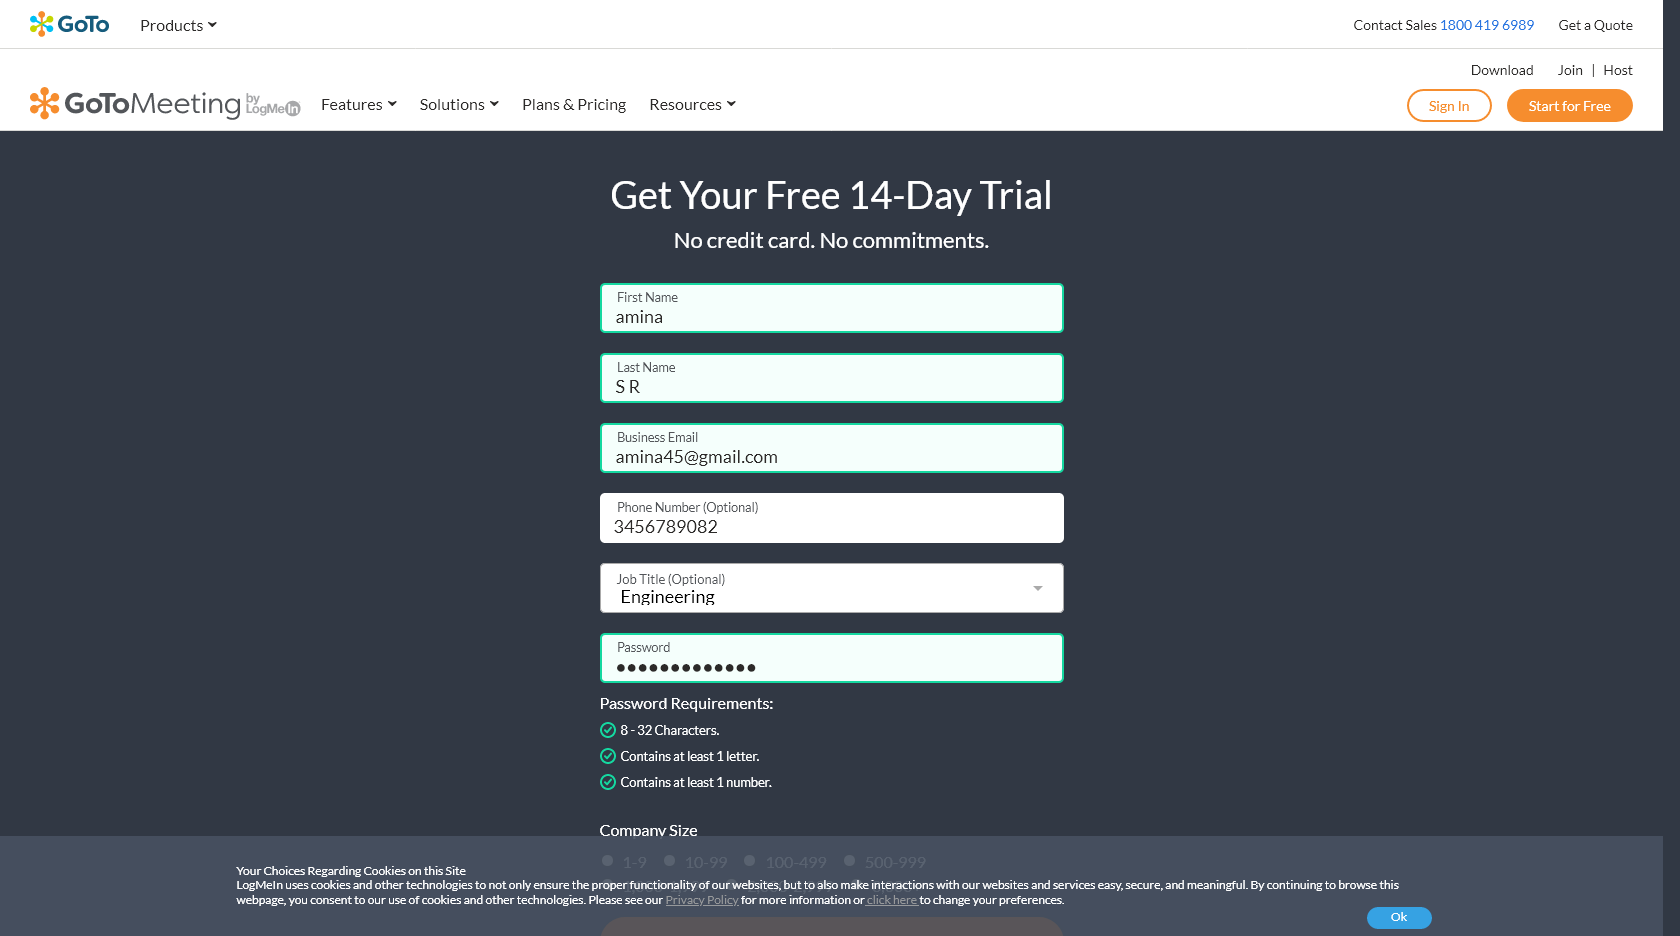 GoTo
Products
Contact Sales 1800 419 6989
Get a Quote
Download
Join | Host
GoToMeeting by LogMeIn
Features
Solutions
Plans & Pricing
Resources
Sign In
Start for Free
Get Your Free 14-Day Trial
No credit card. No commitments.
First Name
amina
Last Name
S R
Business Email
amina45@gmail.com
Phone Number (Optional)
3456789082
Job Title (Optional)
Engineering
Password
Password Requirements:
8 - 32 Characters.
Contains at least 1 letter.
Contains at least 1 number.
Company Size
1-9
10-99
100-499
500-999
Your Choices Regarding Cookies on this Site
LogMeIn uses cookies and other technologies to not only ensure the proper functionality of our websites, but to also make interactions with our websites and services easy, secure, and meaningful. By continuing to browse this
webpage, you consent to our use of cookies and other technologies. Please see our Privacy Policy for more information or click here to change your preferences.
Ok